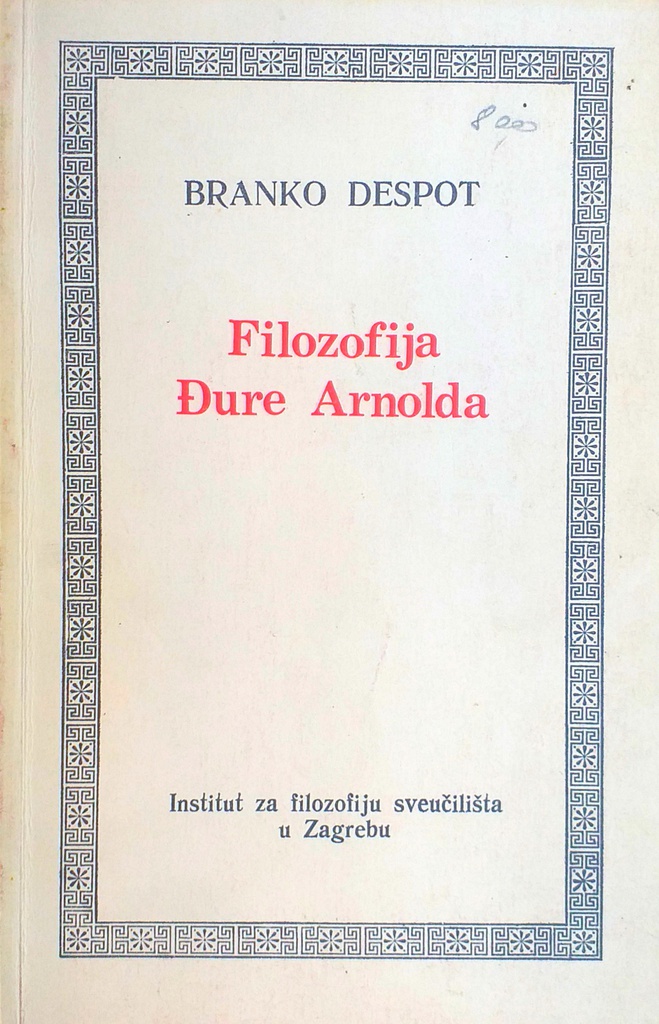 BRANKO DESPOT
Filozofija
Đure Arnolda
Institut za filozofiju sveučilišta
u Zagrebu